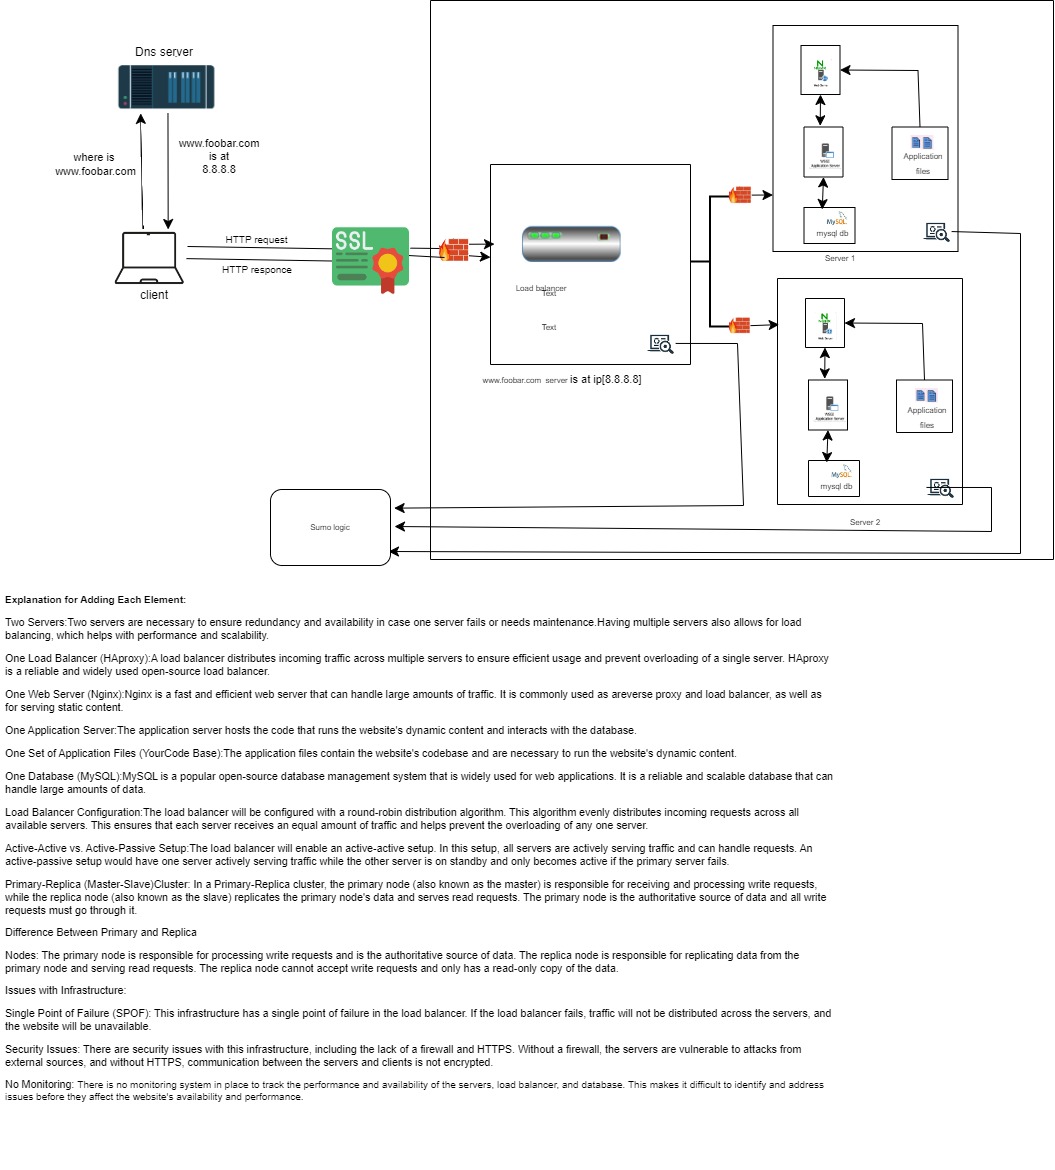 Dns server
where is
www.foobar.com
www.foobar.com
is at
8.8.8.8
client
HTTP request
HTTP responce
SSL
Load balancer
Text
Text
www.foobar.com server is at ip[8.8.8.8]
N
Application
files
MySQL
mysql db
Server 1
N
Application
files
MySQL
mysql db
Server 2
Sumo logic
Explanation for Adding Each Element:
Two Servers:Two servers are necessary to ensure redundancy and availability in case one server fails or needs maintenance.Having multiple servers also allows for load
balancing, which helps with performance and scalability.
One Load Balancer (HAproxy):A load balancer distributes incoming traffic across multiple servers to ensure efficient usage and prevent overloading of a single server. HAproxy
is a reliable and widely used open-source load balancer.
One Web Server (Nginx):Nginx is a fast and efficient web server that can handle large amounts of traffic. It is commonly used as areverse proxy and load balancer, as well as
for serving static content.
One Application Server:The application server hosts the code that runs the website's dynamic content and interacts with the database.
One Set of Application Files (YourCode Base):The application files contain the website's codebase and are necessary to run the website's dynamic content.
One Database (MySQL):MySQL is a popular open-source database management system that is widely used for web applications. It is a reliable and scalable database that can
handle large amounts of data.
Load Balancer Configuration:The load balancer will be configured with a round-robin distribution algorithm. This algorithm evenly distributes incoming requests across all
available servers. This ensures that each server receives an equal amount of traffic and helps prevent the overloading of any one server.
Active-Active vs. Active-Passive Setup:The load balancer will enable an active-active setup. In this setup, all servers are actively serving traffic and can handle requests. An
active-passive setup would have one server actively serving traffic while the other server is on standby and only becomes active if the primary server fails.
Primary-Replica (Master-Slave)Cluster: In a Primary-Replica cluster, the primary node (also known as the master) is responsible for receiving and processing write requests,
while the replica node (also known as the slave) replicates the primary node's data and serves read requests. The primary node is the authoritative source of data and all write
requests must go through it.
Difference Between Primary and Replica
Nodes: The primary node is responsible for processing write requests and is the authoritative source of data. The replica node is responsible for replicating data from the
primary node and serving read requests. The replica node cannot accept write requests and only has a read-only copy of the data.
Issues with Infrastructure:
Single Point of Failure (SPOF): This infrastructure has a single point of failure in the load balancer. If the load balancer fails, traffic will not be distributed across the servers, and
the website will be unavailable.
Security Issues: There are security issues with this infrastructure, including the lack of a firewall and HTTPS. Without a firewall, the servers are vulnerable to attacks from
external sources, and without HTTPS, communication between the servers and clients is not encrypted.
No Monitoring: There is no monitoring system in place to track the performance and availability of the servers, load balancer, and database. This makes it difficult to identify and address
issues before they affect the website's availability and performance.